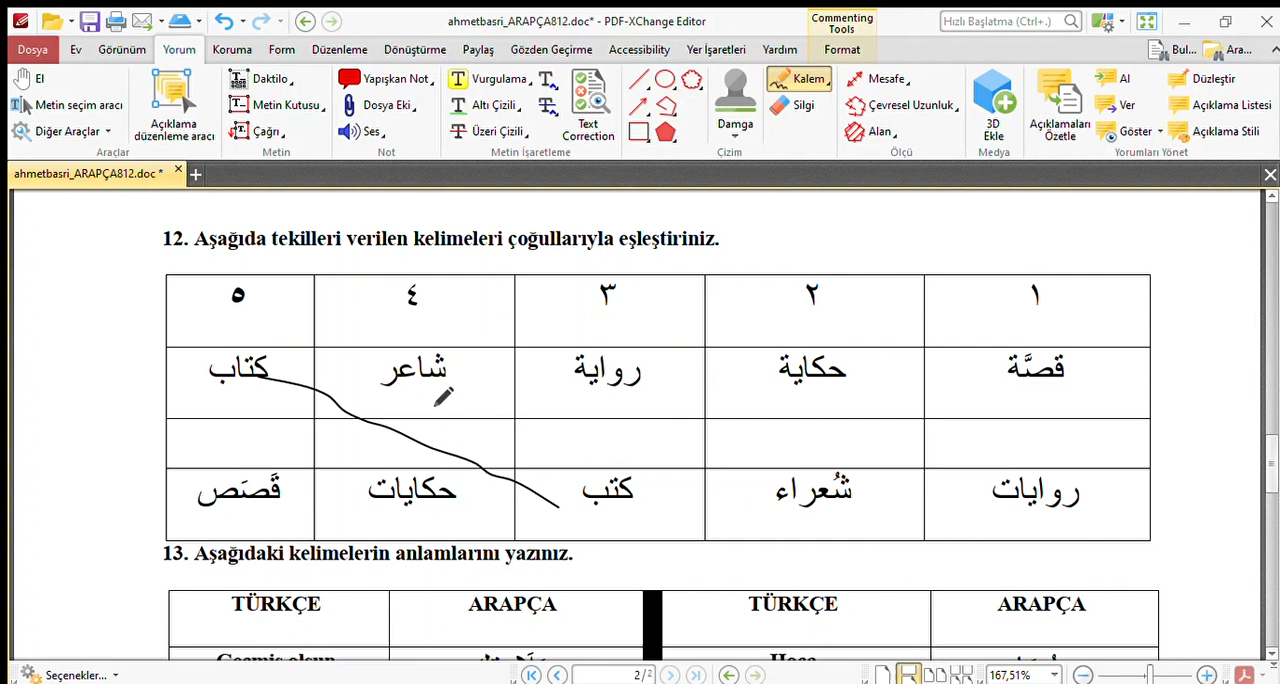 ahmetbasri_ARAPÇA812.doc* - PDF-XChange Editor
Commenting Tools
Hızlı Başlatma (Ctrl+.)
Dosya Ev Görünüm Yorum Koruma Form Düzenleme Dönüştürme Paylaş Gözden Geçirme Accessibility Yer İşaretleri Yardım Format Bul... Ara...
El
Metin seçim aracı
Diğer Araçlar
Açıklama düzenleme aracı
Araçlar
Daktilo
Metin Kutusu
Çağrı
Metin
Yapışkan Not
Dosya Eki
Ses
Not
Vurgulama
Altı Çizili
Üzeri Çizili
Text Correction
Metin İşaretleme
Damga
Kalem
Silgi
Çizim
Mesafe
Çevresel Uzunluk
Alan
Ölçü
3D Ekle
Medya
Açıklamaları Özetle
Al
Ver
Göster
Düzleştir
Açıklama Listesi
Açıklama Stili
Yorumları Yönet
ahmetbasri_ARAPÇA812.doc *
12. Aşağıda tekilleri verilen kelimeleri çoğullarıyla eşleştiriniz.
١ ٢ ٣ ٤ ٥
قصَّة حكاية رواية شاعر كتاب
روايات شُعراء كتب حكايات قَصَص
13. Aşağıdaki kelimelerin anlamlarını yazınız.
TÜRKÇE ARAPÇA TÜRKÇE ARAPÇA
Geçmiş olsun Hoca
Seçenekler... 2/2 167,51%